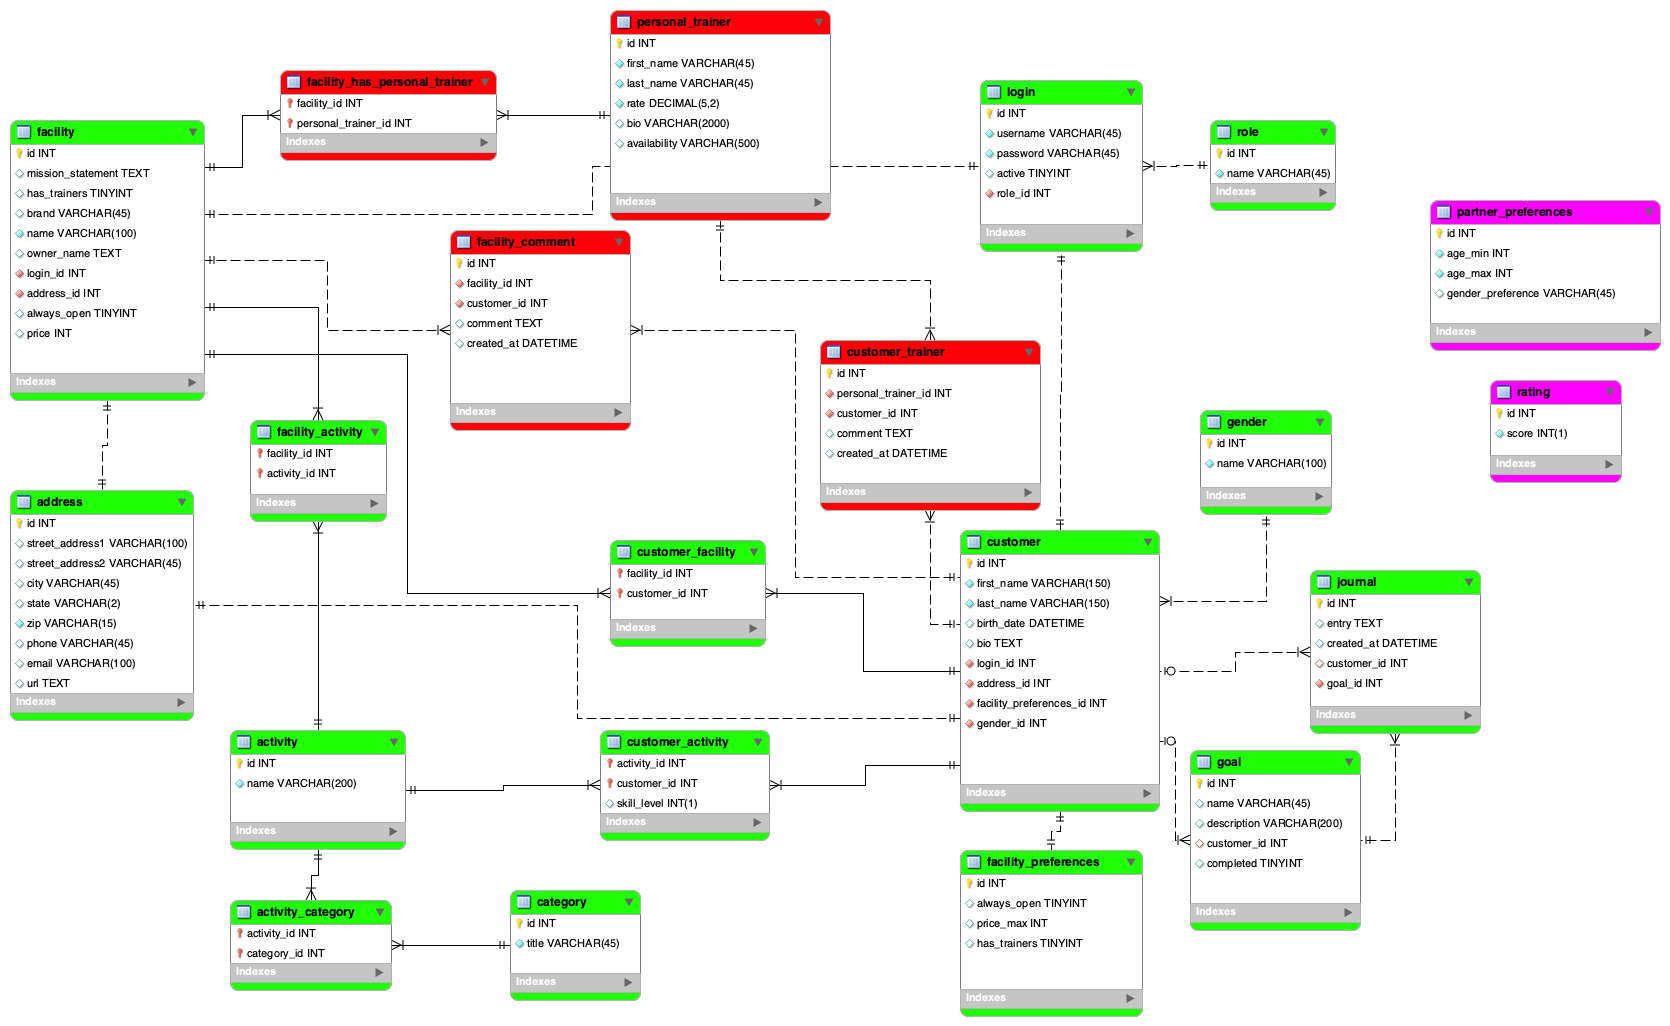 personal_trainer
id INT
first_name VARCHAR(45)
last_name VARCHAR(45)
rate DECIMAL(5,2)
bio VARCHAR(2000)
availability VARCHAR(500)
Indexes
facility_has_personal_trainer
facility_id INT
personal_trainer_id INT
Indexes
login
id INT
username VARCHAR(45)
password VARCHAR(45)
active TINYINT
role_id INT
Indexes
role
id INT
name VARCHAR(45)
Indexes
facility
id INT
mission_statement TEXT
has_trainers TINYINT
brand VARCHAR(45)
name VARCHAR(100)
owner_name TEXT
login_id INT
address_id INT
always_open TINYINT
price INT
Indexes
partner_preferences
id INT
age_min INT
age_max INT
gender_preference VARCHAR(45)
Indexes
facility_comment
id INT
facility_id INT
customer_id INT
comment TEXT
created_at DATETIME
Indexes
customer_trainer
id INT
personal_trainer_id INT
customer_id INT
comment TEXT
created_at DATETIME
Indexes
rating
id INT
score INT(1)
Indexes
gender
id INT
name VARCHAR(100)
Indexes
facility_activity
facility_id INT
activity_id INT
Indexes
address
id INT
street_address1 VARCHAR(100)
street_address2 VARCHAR(45)
city VARCHAR(45)
state VARCHAR(2)
zip VARCHAR(15)
phone VARCHAR(45)
email VARCHAR(100)
url TEXT
Indexes
customer_facility
facility_id INT
customer_id INT
Indexes
customer
id INT
first_name VARCHAR(150)
last_name VARCHAR(150)
birth_date DATETIME
bio TEXT
login_id INT
address_id INT
facility_preferences_id INT
gender_id INT
Indexes
journal
id INT
entry TEXT
created_at DATETIME
customer_id INT
goal_id INT
Indexes
activity
id INT
name VARCHAR(200)
Indexes
customer_activity
activity_id INT
customer_id INT
skill_level INT(1)
Indexes
goal
id INT
name VARCHAR(45)
description VARCHAR(200)
customer_id INT
completed TINYINT
Indexes
facility_preferences
id INT
always_open TINYINT
price_max INT
has_trainers TINYINT
Indexes
activity_category
activity_id INT
category_id INT
Indexes
category
id INT
title VARCHAR(45)
Indexes